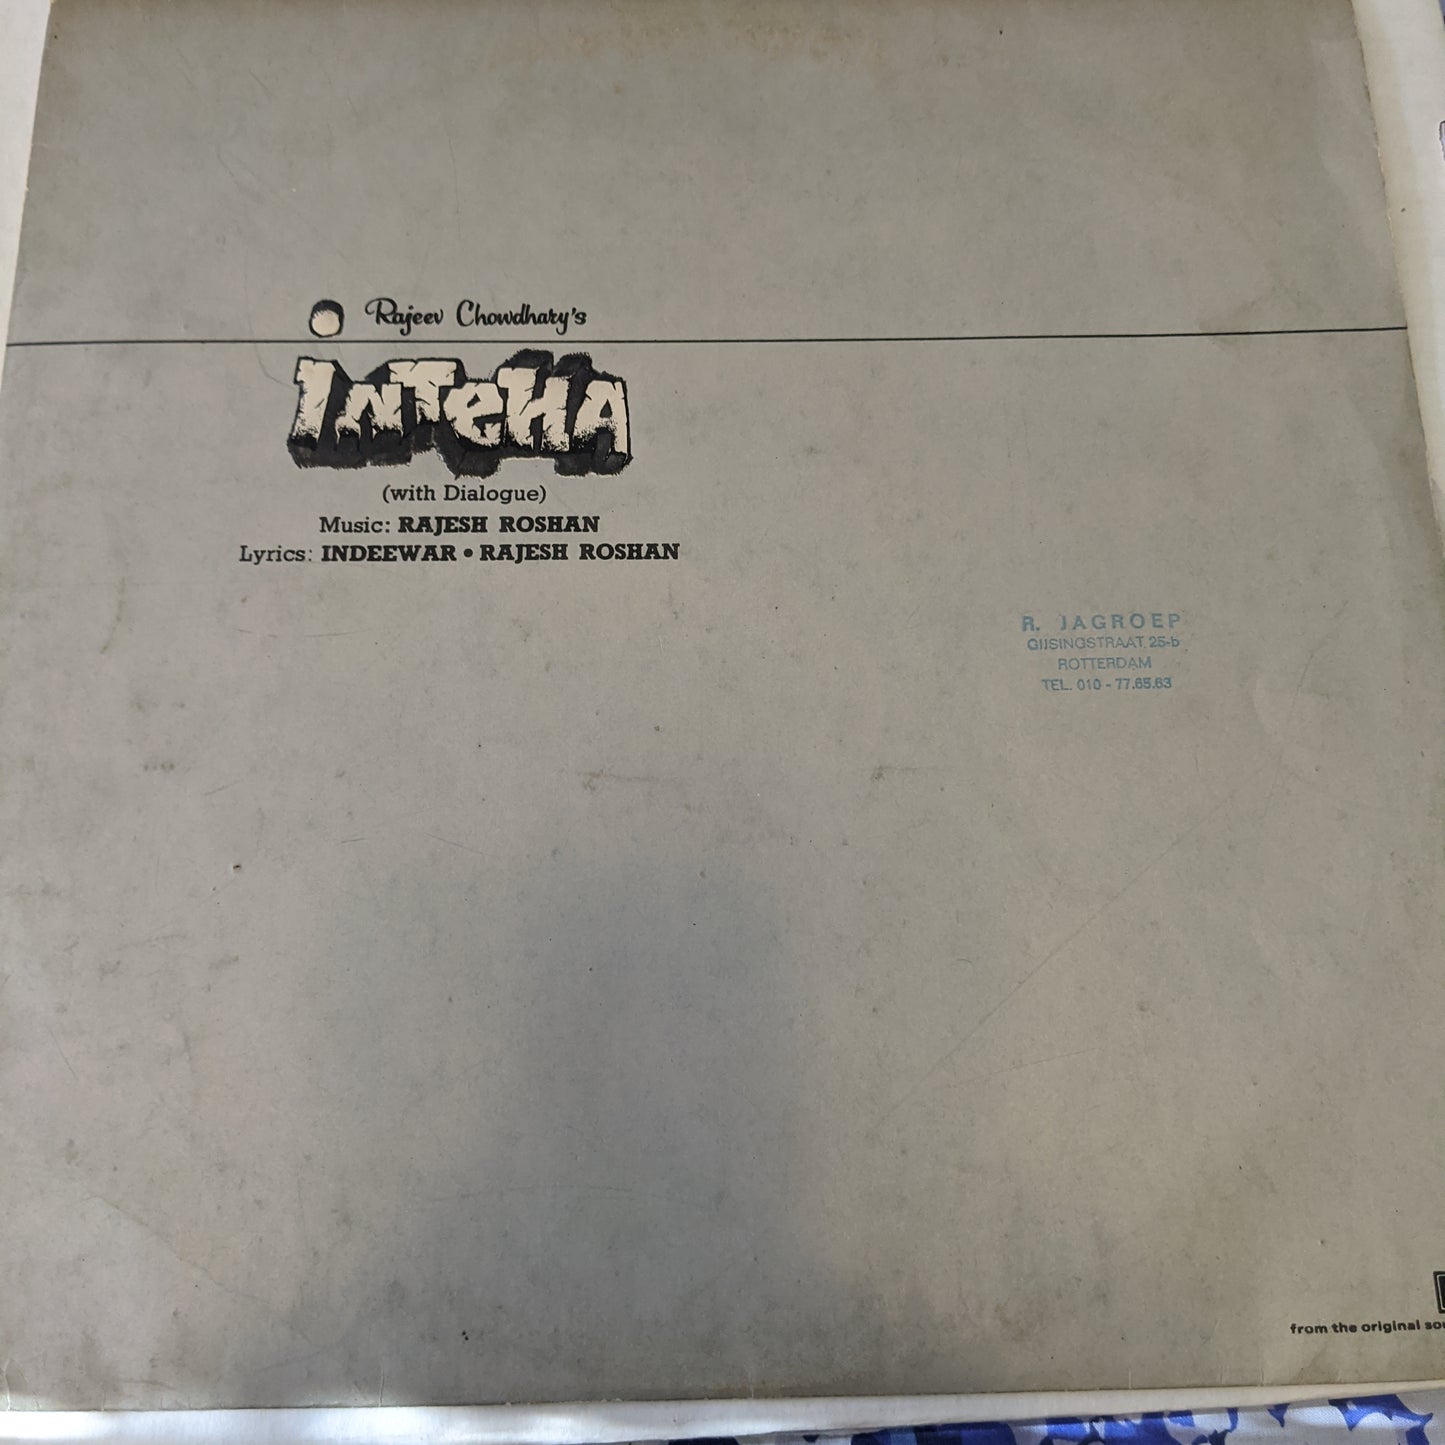 Rajeev Chowdhary's
INTeHA
(with Dialogue)
Music: RAJESH ROSHAN
Lyrics: INDEEWAR • RAJESH ROSHAN
R. JAGROEP
GIJSINGSTRAAT 25-b
ROTTERDAM
TEL. 010 - 77.65.63
from the original